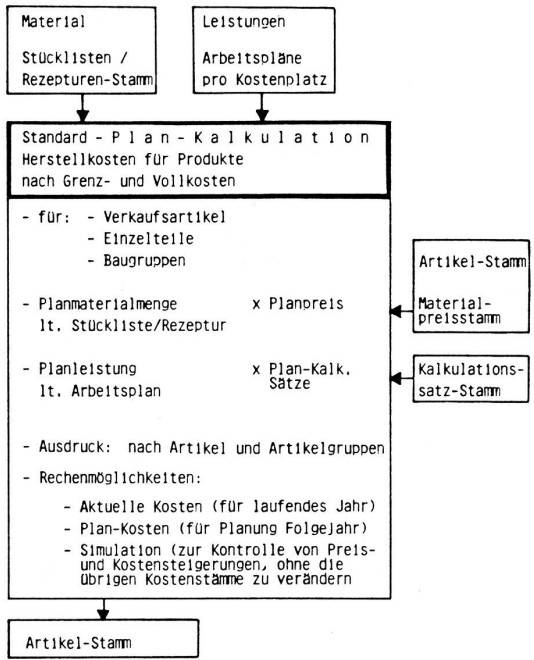 Material
Stücklisten /
Rezepturen-Stamm
Leistungen
Arbeitspläne
pro Kostenplatz
Standard - P l a n - K a l k u l a t i o n
Herstellkosten für Produkte
nach Grenz- und Vollkosten
- für: - Verkaufsartikel
- Einzelteile
- Baugruppen
- Planmaterialmenge x Planpreis
lt. Stückliste/Rezeptur
Artikel-Stamm
Material-
preisstamm
- Planleistung x Plan-Kalk.
lt. Arbeitsplan Sätze
Kalkulations-
satz-Stamm
- Ausdruck: nach Artikel und Artikelgruppen
- Rechenmöglichkeiten:
- Aktuelle Kosten (für laufendes Jahr)
- Plan-Kosten (für Planung Folgejahr)
- Simulation (zur Kontrolle von Preis-
und Kostensteigerungen, ohne die
übrigen Kostenstämme zu verändern
Artikel-Stamm